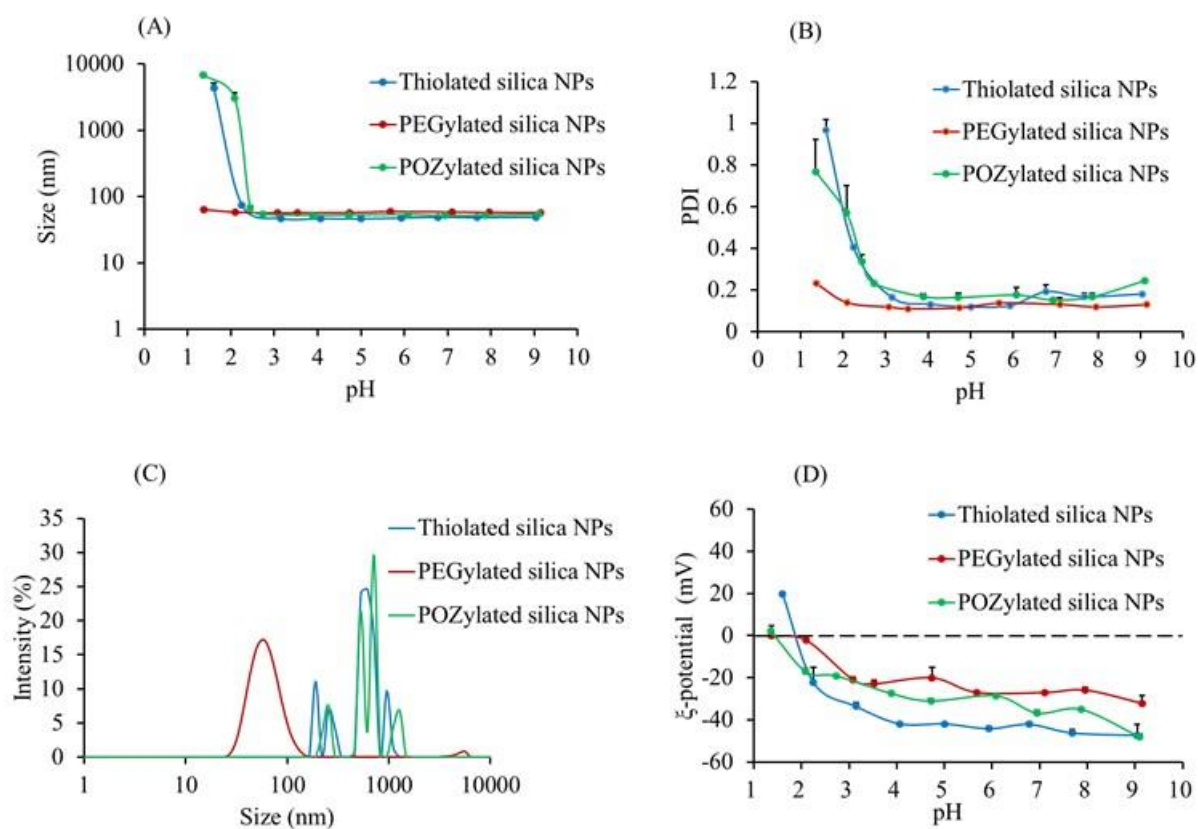 (A)
10000
1000
100
10
1
Size (nm)
0 1 2 3 4 5 6 7 8 9 10
pH
Thiolated silica NPs
PEGylated silica NPs
POZylated silica NPs
(B)
1.2
1
0.8
0.6
0.4
0.2
0
PDI
0 1 2 3 4 5 6 7 8 9 10
pH
Thiolated silica NPs
PEGylated silica NPs
POZylated silica NPs
(C)
35
30
25
20
15
10
5
0
Intensity (%)
1 10 100 1000 10000
Size (nm)
Thiolated silica NPs
PEGylated silica NPs
POZylated silica NPs
(D)
60
40
20
0
-20
-40
-60
ξ-potential (mV)
1 2 3 4 5 6 7 8 9 10
pH
Thiolated silica NPs
PEGylated silica NPs
POZylated silica NPs